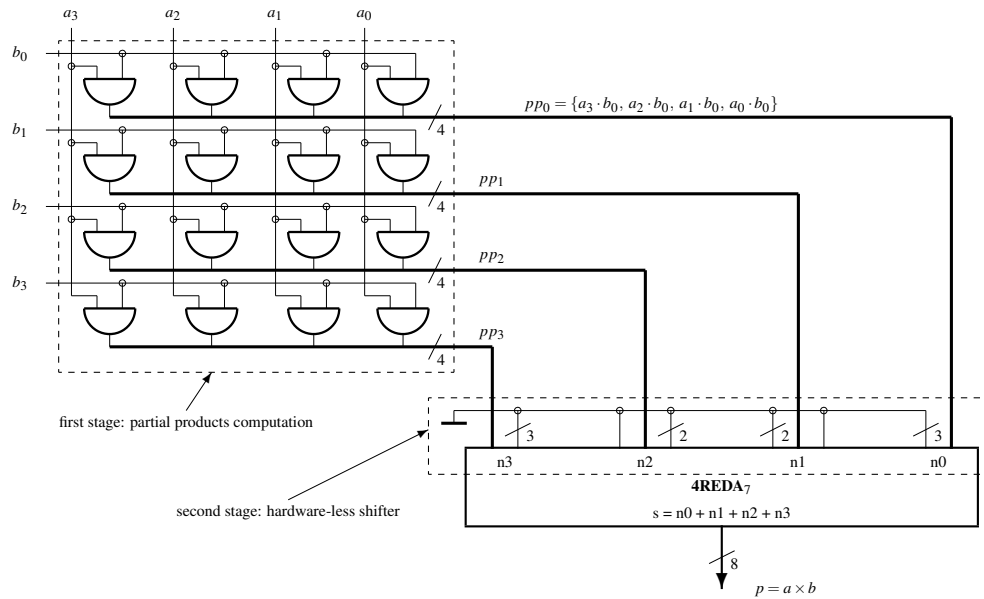 a₃ a₂ a₁ a₀
b₀
pp₀ = {a₃ · b₀, a₂ · b₀, a₁ · b₀, a₀ · b₀}
4
b₁
pp₁
4
b₂
pp₂
4
b₃
pp₃
4
first stage: partial products computation
3 2 2 3
n3 n2 n1 n0
4REDA₇
second stage: hardware-less shifter
s = n0 + n1 + n2 + n3
8
p = a × b